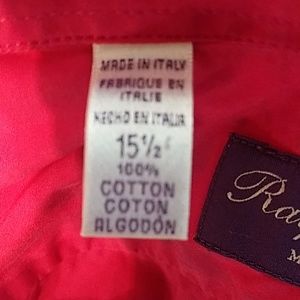 MADE IN ITALY
FABRIQUE EN
ITALIE
HECHO EN ITALIA
15½
100%
COTTON
COTON
ALGODÓN